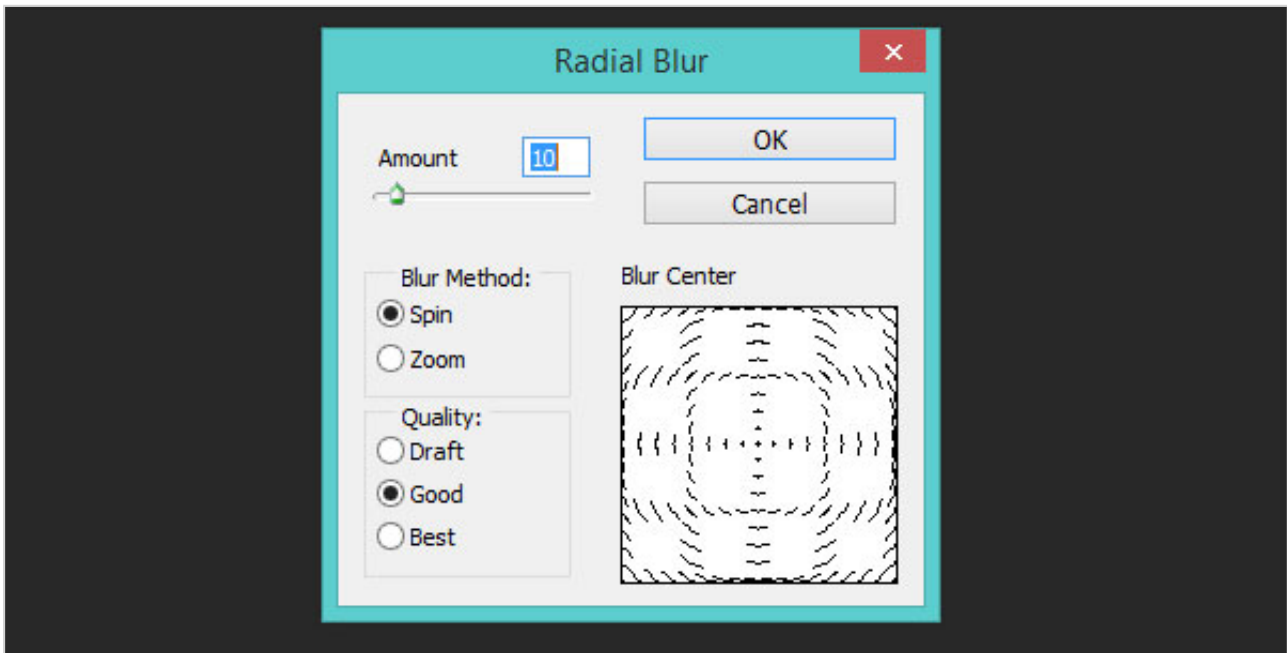 Radial Blur
Amount 10
OK
Cancel
Blur Method:
Spin
Zoom
Quality:
Draft
Good
Best
Blur Center